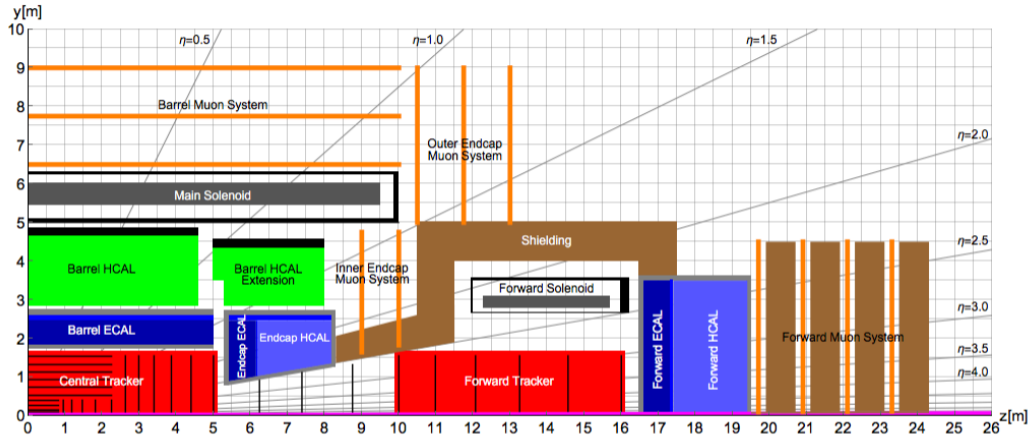 y[m]
10
η=0.5
η=1.0
η=1.5
9
Barrel Muon System
8
Outer Endcap
Muon System
7
η=2.0
6
Main Solenoid
5
Shielding
η=2.5
4
Barrel HCAL
Barrel HCAL
Extension
Inner Endcap
Muon System
Forward Solenoid
3
η=3.0
2
Barrel ECAL
Endcap ECAL
Endcap HCAL
Forward ECAL
Forward HCAL
Forward Muon System
η=3.5
1
Central Tracker
Forward Tracker
η=4.0
0
0 1 2 3 4 5 6 7 8 9 10 11 12 13 14 15 16 17 18 19 20 21 22 23 24 25 26 z[m]